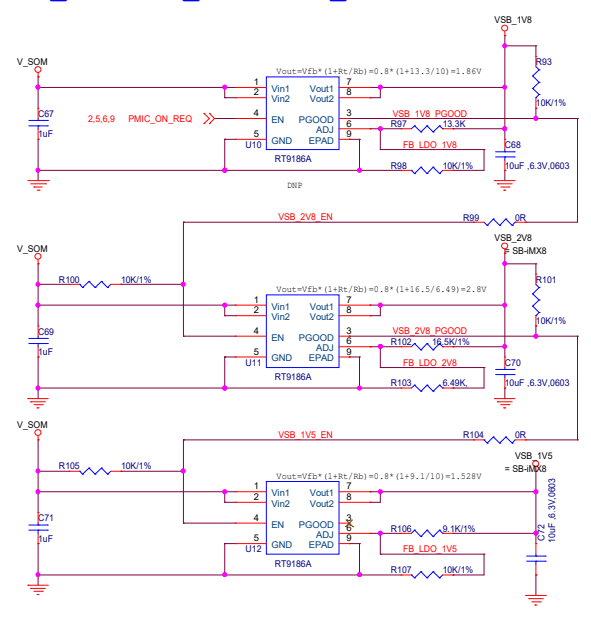 VSB_1V8
V_SOM
Vout=Vfb*(1+Rt/Rb)=0.8*(1+13.3/10)=1.86V
R93
10K/1%
1 Vin1 Vout1 7
2 Vin2 Vout2 8
C67
1uF
2,5,6,9 PMIC_ON_REQ
4 EN PGOOD 3
VSB_1V8_PGOOD
ADJ 6
R97 13.3K
5 GND EPAD 9
U10
RT9186A
FB_LDO_1V8
C68
R98 10K/1%
10uF ,6.3V,0603
DNP
VSB_2V8_EN
R99 0R
V_SOM
VSB_2V8
= SB-iMX8
R100 10K/1%
R101
10K/1%
Vout=Vfb*(1+Rt/Rb)=0.8*(1+16.5/6.49)=2.8V
1 Vin1 Vout1 7
2 Vin2 Vout2 8
C69
1uF
4 EN PGOOD 3
VSB_2V8_PGOOD
ADJ 6
R102 16.5K/1%
5 GND EPAD 9
U11
RT9186A
FB_LDO_2V8
C70
R103 6.49K,
10uF ,6.3V,0603
V_SOM
VSB_1V5_EN
R104 0R
VSB_1V5
= SB-iMX8
R105 10K/1%
Vout=Vfb*(1+Rt/Rb)=0.8*(1+9.1/10)=1.528V
1 Vin1 Vout1 7
2 Vin2 Vout2 8
C71
1uF
4 EN PGOOD 3
ADJ 6
R106 9.1K/1%
5 GND EPAD 9
U12
RT9186A
FB_LDO_1V5
R107 10K/1%
C72
10uF ,6.3V,0603